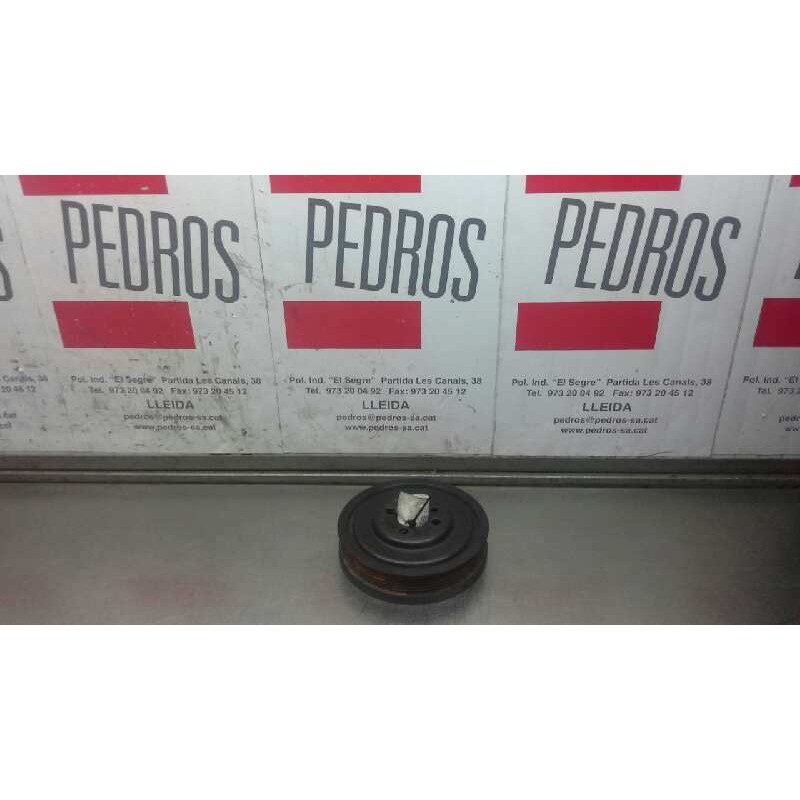 PEDROS PEDROS PEDROS
Pol. Ind. "El Segre" Partida Les Canals, 38
Tel. 973 20 04 92 Fax: 973 20 45 12
LLEIDA
pedros@pedros-sa.cat
www.pedros-sa.cat
Pol. Ind. "El Segre" Partida Les Canals, 38
Tel. 973 20 04 92 Fax: 973 20 45 12
LLEIDA
pedros@pedros-sa.cat
www.pedros-sa.cat
Pol. Ind. "El Segre" Partida Les Canals, 38
Tel. 973 20 04 92 Fax: 973 20 45 12
LLEIDA
pedros@pedros-sa.cat
www.pedros-sa.cat